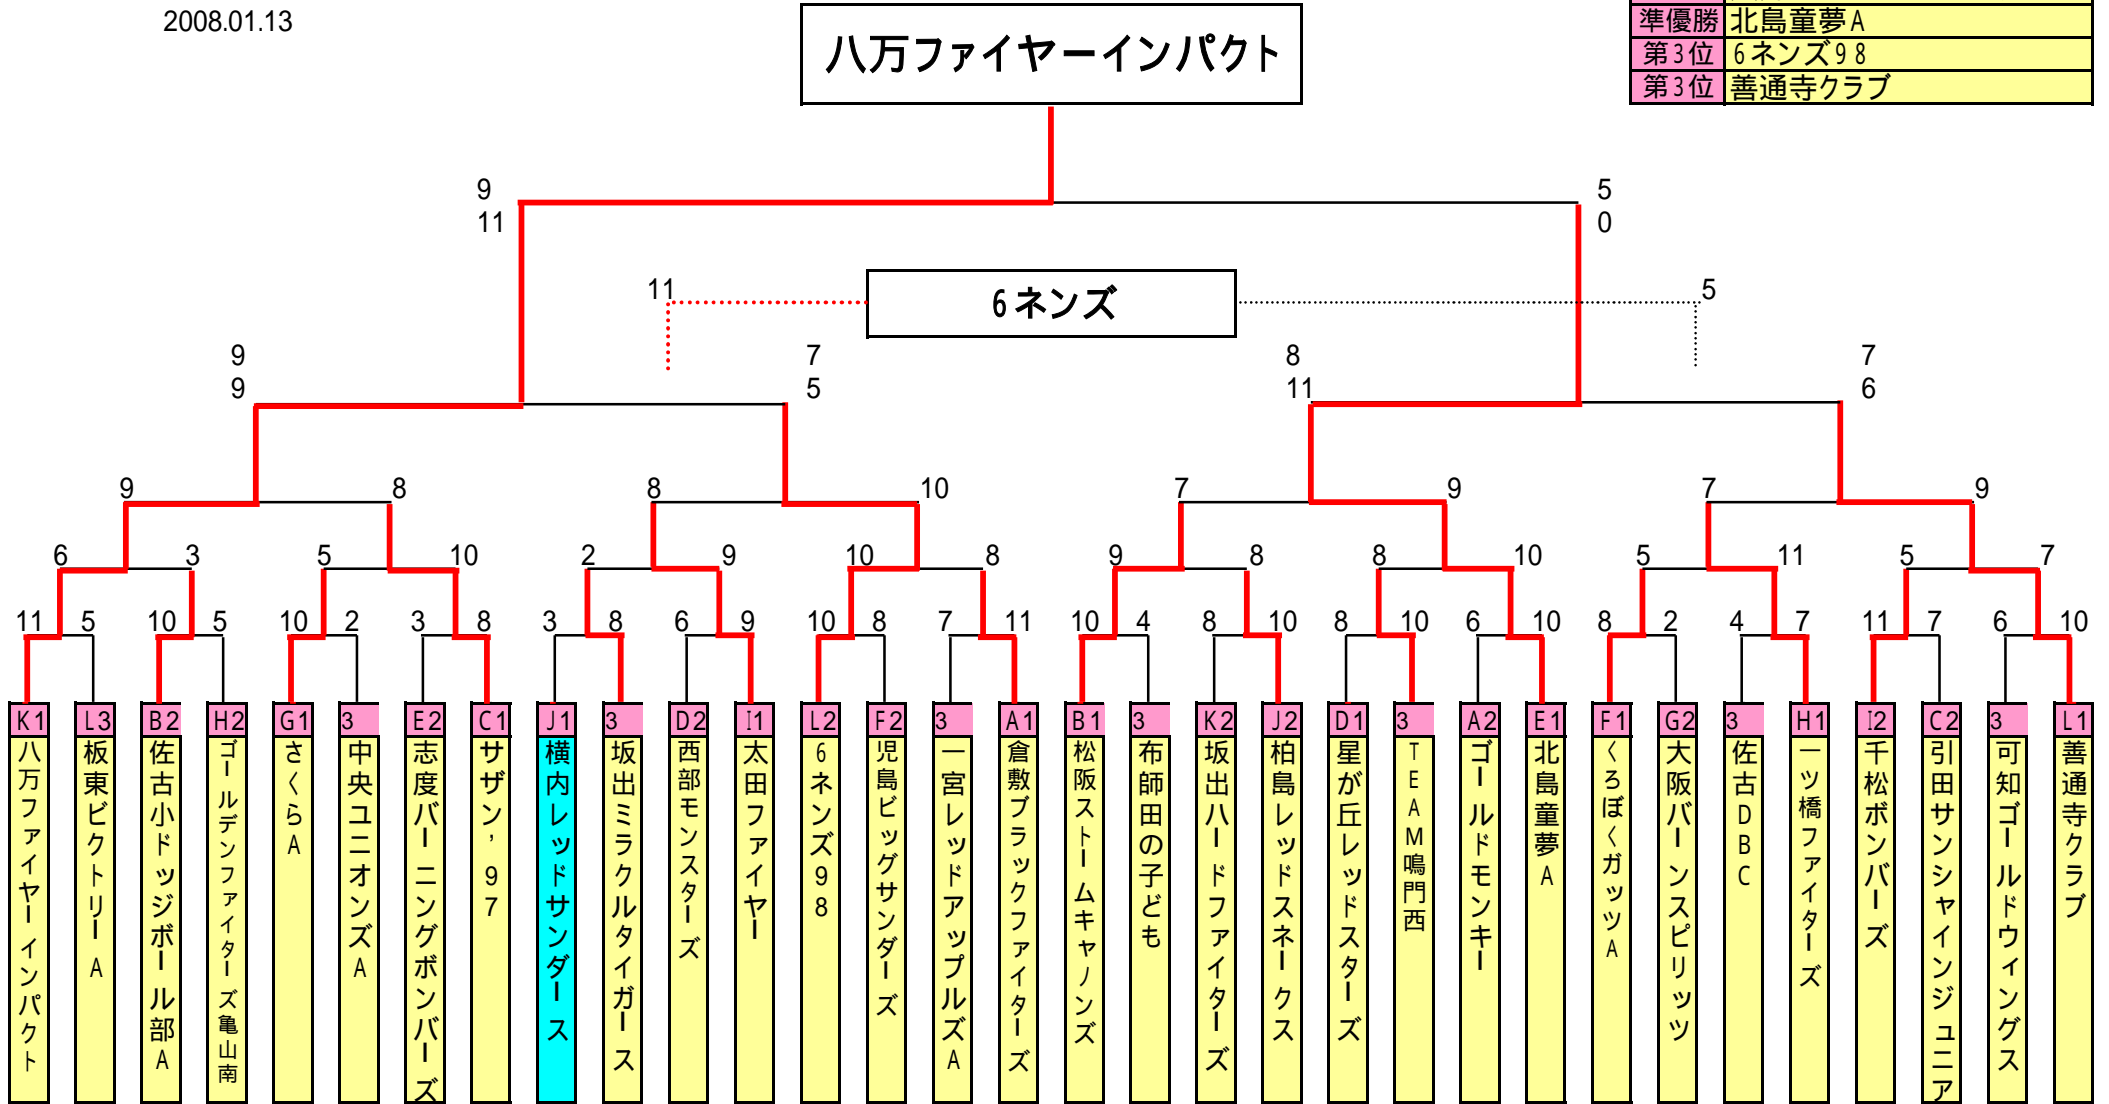 2008.01.13
八万ファイヤーインパクト
準優勝 北島童夢A
第3位 6ネンズ98
第3位 善通寺クラブ
9 5
11 0
11 6ネンズ 5
9 7 8 7
9 5 11 6
9 8 8 10 7 9 7 9
6 3 5 10 2 9 10 8 9 8 8 10 5 11 5 7
11 5 10 5 10 2 3 8 3 8 6 9 10 8 7 11 10 4 8 10 8 10 6 10 8 2 4 7 11 7 6 10
K1 L3 B2 H2 G1 3 E2 C1 J1 3 D2 I1 L2 F2 3 A1 B1 3 K2 J2 D1 3 A2 E1 F1 G2 3 H1 I2 C2 3 L1
八万ファイヤーインパクト
板東ビクトリーA
佐古小ドッジボール部A
ゴールデンファイターズ亀山南
さくらA
中央ユニオンズA
志度バーニングボンバーズ
サザン,97
横内レッドサンダース
坂出ミラクルタイガース
西部モンスターズ
太田ファイヤー
6ネンズ98
児島ビッグサンダーズ
一宮レッドアップルズA
倉敷ブラックファイターズ
松阪ストームキャノンズ
布師田の子ども
坂出ハードファイターズ
柏島レッドスネークス
星が丘レッドスターズ
TEAM鳴門西
ゴールドモンキー
北島童夢A
くろぼくガッツA
大阪バーンスピリッツ
佐古DBC
一ツ橋ファイターズ
千松ボンバーズ
引田サンシャインジュニア
可知ゴールドウィングス
善通寺クラブ